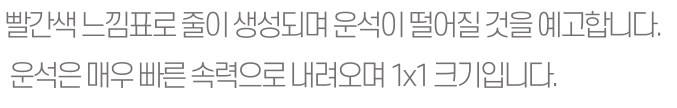 빨간색 느낌표로 줄이 생성되며 운석이 떨어질 것을 예고합니다.
운석은 매우 빠른 속력으로 내려오며 1x1 크기입니다.